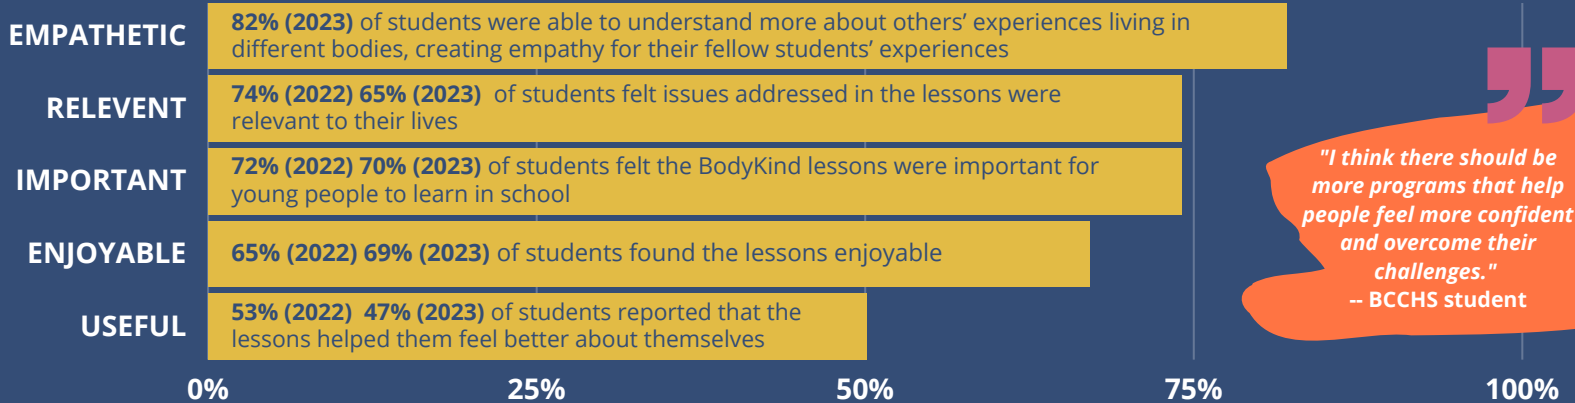 EMPATHETIC
82% (2023) of students were able to understand more about others’ experiences living in
different bodies, creating empathy for their fellow students’ experiences
RELEVENT
74% (2022) 65% (2023) of students felt issues addressed in the lessons were
relevant to their lives
IMPORTANT
72% (2022) 70% (2023) of students felt the BodyKind lessons were important for
young people to learn in school
ENJOYABLE
65% (2022) 69% (2023) of students found the lessons enjoyable
USEFUL
53% (2022) 47% (2023) of students reported that the
lessons helped them feel better about themselves
0% 25% 50% 75% 100%
”
"I think there should be
more programs that help
people feel more confident
and overcome their
challenges."
-- BCCHS student